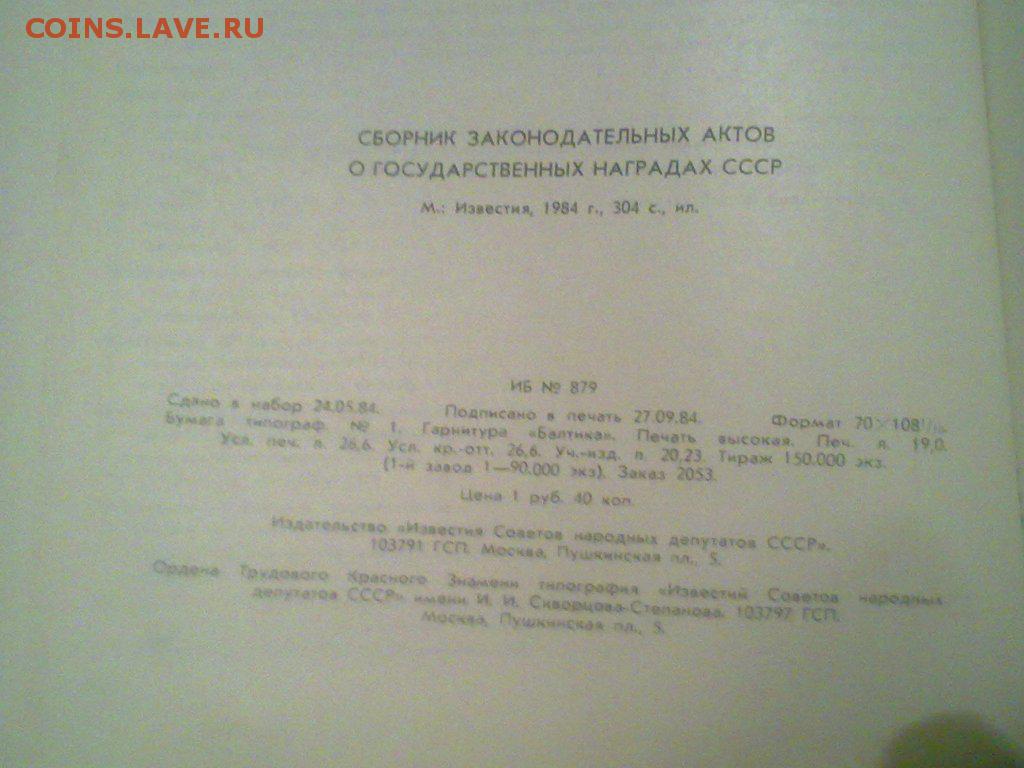 COINS.LAVE.RU
СБОРНИК ЗАКОНОДАТЕЛЬНЫХ АКТОВ
О ГОСУДАРСТВЕННЫХ НАГРАДАХ СССР
М.: Известия, 1984 г., 304 с., ил.
ИБ № 879
Сдано в набор 24.05.84. Подписано в печать 27.09.84. Формат 70×108¹/₁₆.
Бумага типограф. № 1. Гарнитура «Балтика». Печать высокая. Печ. л. 19,0.
Усл. печ. л. 26,6. Усл. кр.-отт. 26,6. Уч.-изд. л. 20,23. Тираж 150.000 экз.
(1-й завод 1—90.000 экз). Заказ 2053.
Цена 1 руб. 40 коп.
Издательство «Известия Советов народных депутатов СССР».
103791 ГСП. Москва, Пушкинская пл., 5.
Ордена Трудового Красного Знамени типография «Известий Советов народных
депутатов СССР» имени И. И. Скворцова-Степанова. 103797 ГСП.
Москва, Пушкинская пл., 5.